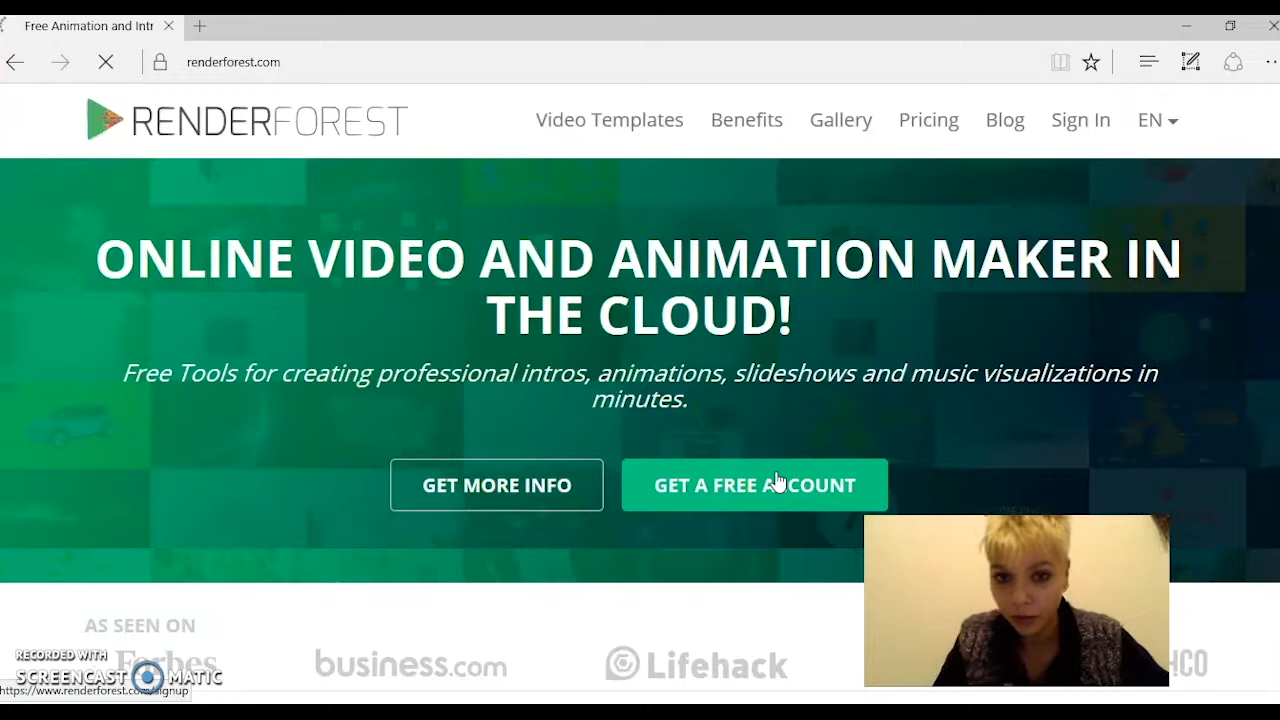 Free Animation and Intr
renderforest.com
RENDERFOREST
Video Templates Benefits Gallery Pricing Blog Sign In EN
ONLINE VIDEO AND ANIMATION MAKER IN
THE CLOUD!
Free Tools for creating professional intros, animations, slideshows and music visualizations in
minutes.
GET MORE INFO GET A FREE ACCOUNT
AS SEEN ON
Forbes business.com Lifehack
RECORDED WITH
SCREENCAST MATIC
https://www.renderforest.com/signup